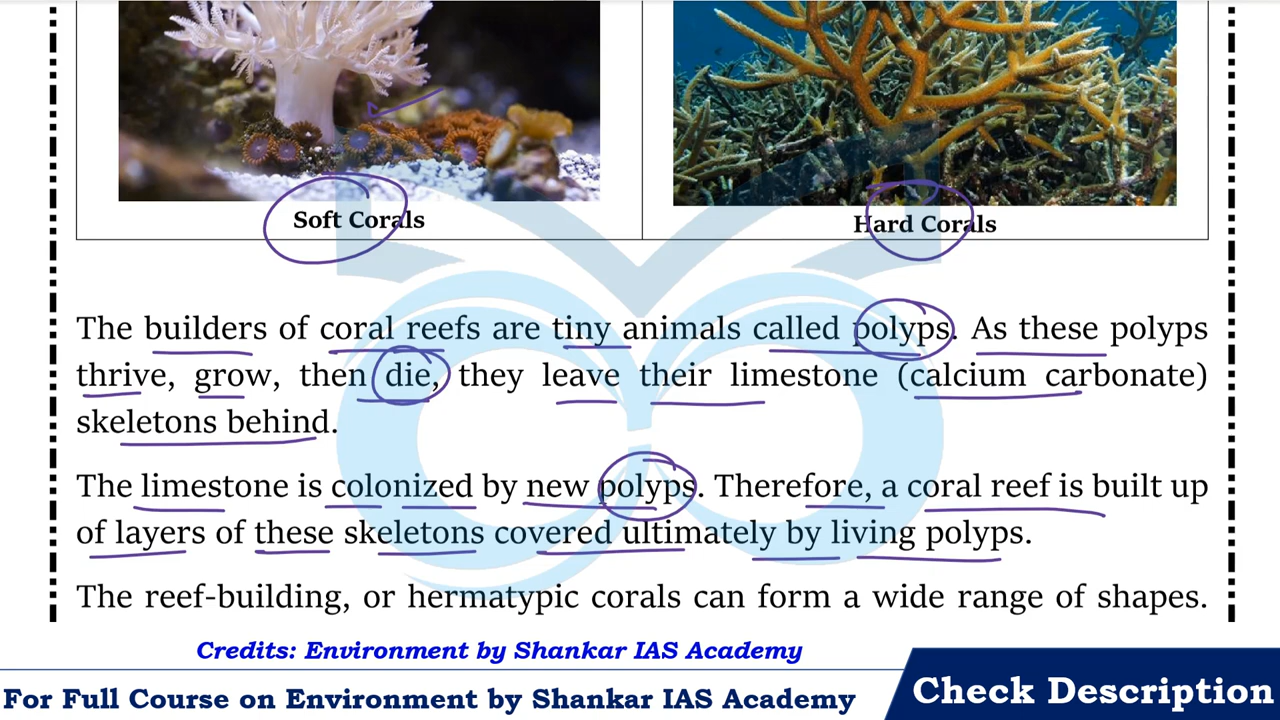 Soft Corals
Hard Corals
The builders of coral reefs are tiny animals called polyps. As these polyps
thrive, grow, then die, they leave their limestone (calcium carbonate)
skeletons behind.
The limestone is colonized by new polyps. Therefore, a coral reef is built up
of layers of these skeletons covered ultimately by living polyps.
The reef-building, or hermatypic corals can form a wide range of shapes.
Credits: Environment by Shankar IAS Academy
For Full Course on Environment by Shankar IAS Academy
Check Description